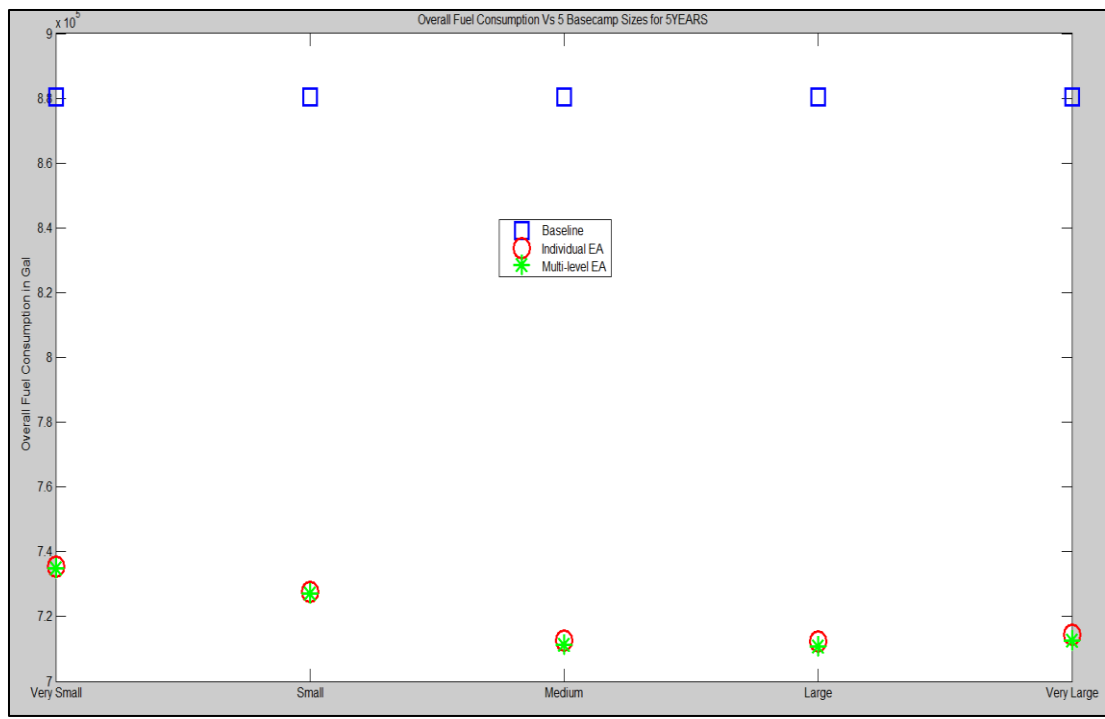 Overall Fuel Consumption Vs 5 Basecamp Sizes for 5YEARS
x 10^5
9
8.8
8.6
8.4
8.2
8
7.8
7.6
7.4
7.2
7
Overall Fuel Consumption in Gal
Baseline
Individual EA
Multi-level EA
Very Small
Small
Medium
Large
Very Large